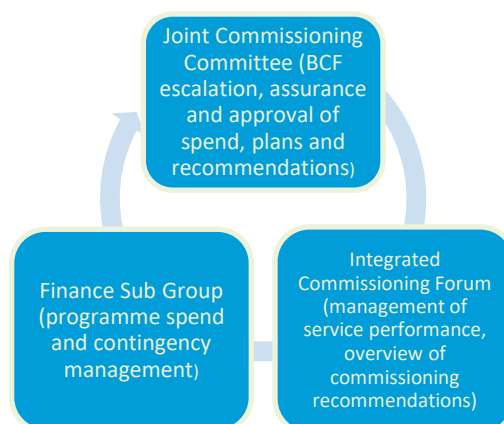 Joint Commissioning
Committee (BCF
escalation, assurance
and approval of
spend, plans and
recommendations)
Finance Sub Group
(programme spend
and contingency
management)
Integrated
Commissioning Forum
(management of
service performance,
overview of
commissioning
recommendations)